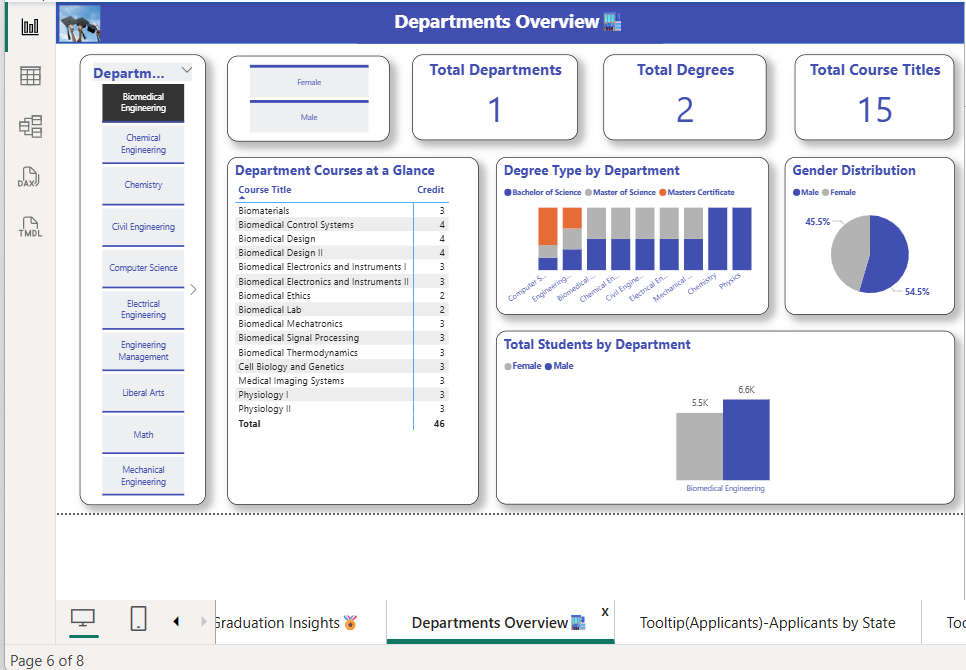 Departments Overview
Departm...
Biomedical
Engineering
Chemical
Engineering
Chemistry
Civil Engineering
Computer Science
Electrical
Engineering
Engineering
Management
Liberal Arts
Math
Mechanical
Engineering
Female
Male
Total Departments
1
Total Degrees
2
Total Course Titles
15
Department Courses at a Glance
Course Title Credit
Biomaterials 3
Biomedical Control Systems 4
Biomedical Design 4
Biomedical Design II 4
Biomedical Electronics and Instruments I 3
Biomedical Electronics and Instruments II 3
Biomedical Ethics 2
Biomedical Lab 2
Biomedical Mechatronics 3
Biomedical Signal Processing 3
Biomedical Thermodynamics 3
Cell Biology and Genetics 3
Medical Imaging Systems 3
Physiology I 3
Physiology II 3
Total 46
Degree Type by Department
Bachelor of Science Master of Science Masters Certificate
Computer S...
Engineering...
Biomedical ...
Chemical En...
Civil Engine...
Electrical En...
Mechanical ...
Chemistry
Physics
Gender Distribution
Male Female
45.5%
54.5%
Total Students by Department
Female Male
5.5K
6.6K
Biomedical Engineering
DAX
TMDL
Graduation Insights
Departments Overview
x
Tooltip(Applicants)-Applicants by State
Too
Page 6 of 8